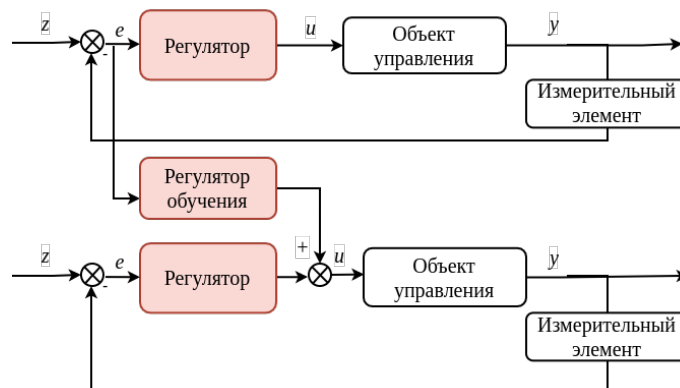 z
e
-
Регулятор
u
Объект
управления
y
Измерительный
элемент
Регулятор
обучения
z
e
-
Регулятор
+
u
Объект
управления
y
Измерительный
элемент